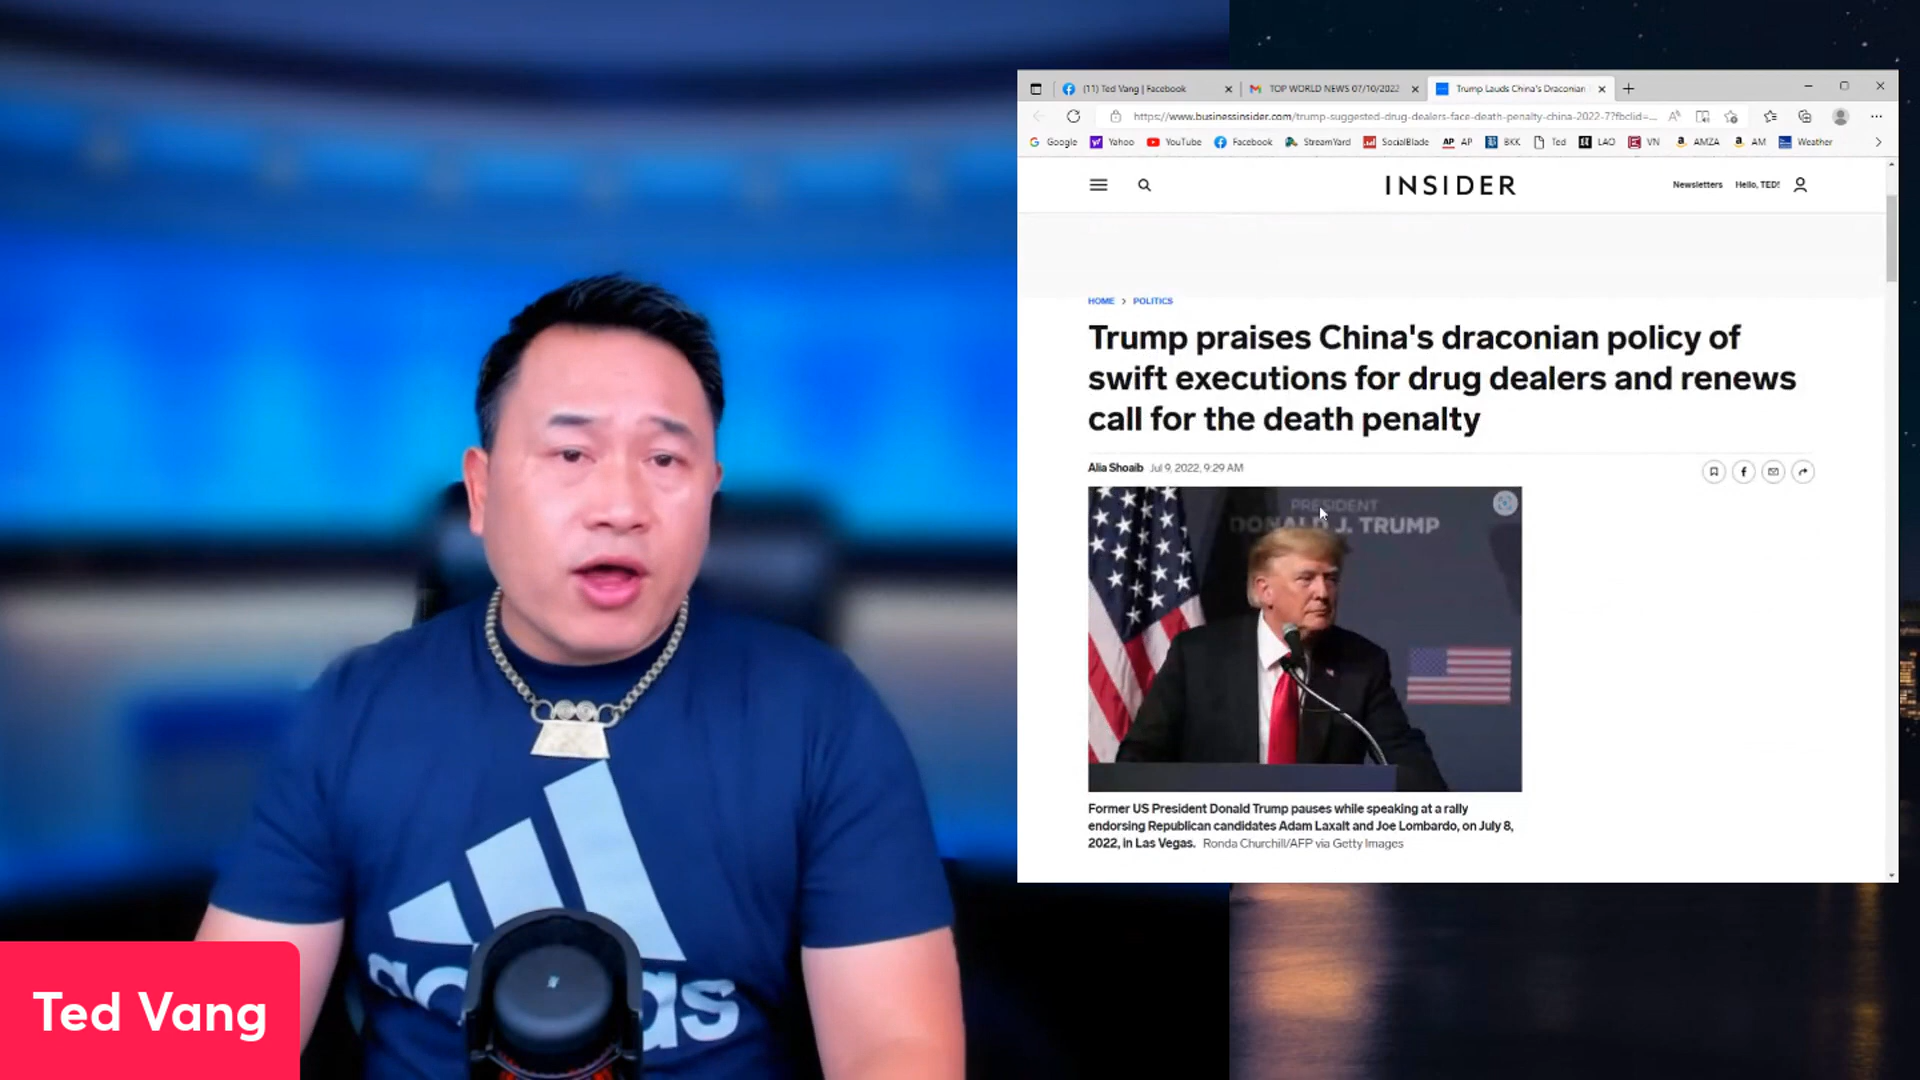 (11) Ted Vang | Facebook
TOP WORLD NEWS 07/10/2022
Trump Lauds China's Draconian
https://www.businessinsider.com/trump-suggested-drug-dealers-face-death-penalty-china-2022-7?fbclid=...
Google Yahoo YouTube Facebook StreamYard SocialBlade AP AP BKK Ted LAO VN AMZA AM Weather
INSIDER
Newsletters Hello, TED!
HOME > POLITICS
Trump praises China's draconian policy of
swift executions for drug dealers and renews
call for the death penalty
Alia Shoaib Jul 9, 2022, 9:29 AM
PRESIDENT
DONALD J. TRUMP
Former US President Donald Trump pauses while speaking at a rally
endorsing Republican candidates Adam Laxalt and Joe Lombardo, on July 8,
2022, in Las Vegas. Ronda Churchill/AFP via Getty Images
adidas
Ted Vang